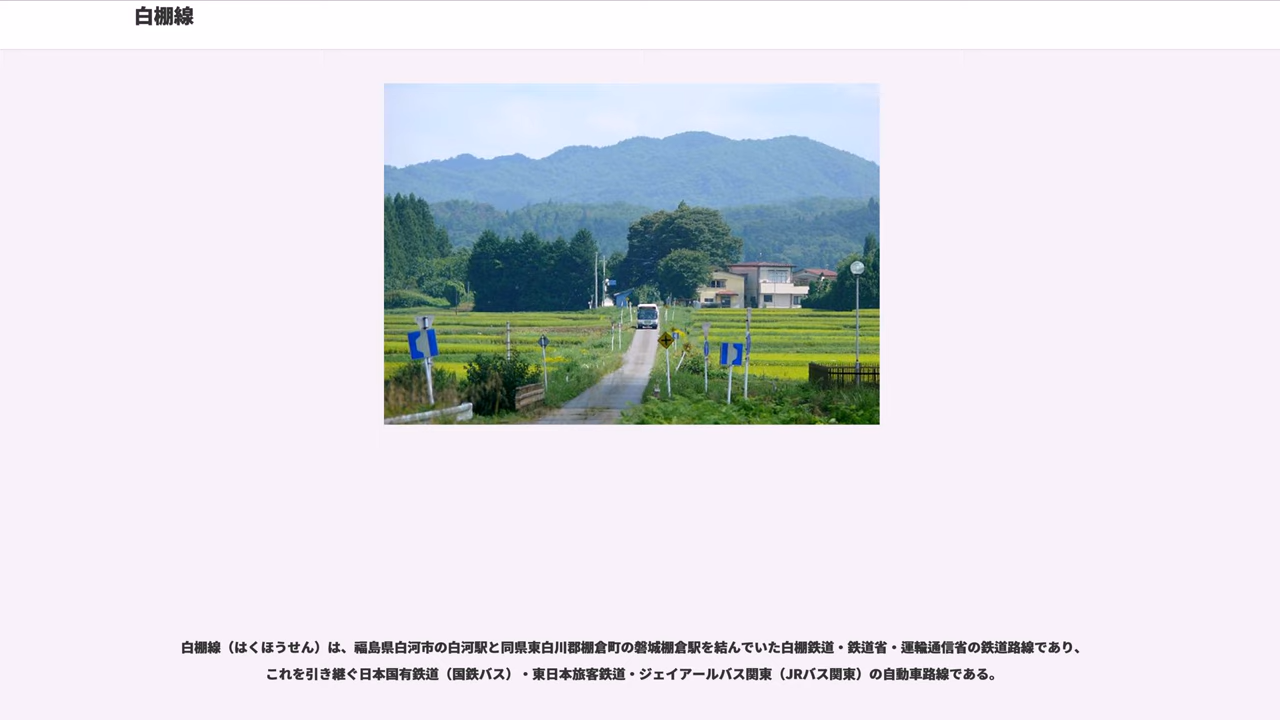 白棚線
白棚線（はくほうせん）は、福島県白河市の白河駅と同県東白川郡棚倉町の磐城棚倉駅を結んでいた白棚鉄道・鉄道省・運輸通信省の鉄道路線であり、
これを引き継ぐ日本国有鉄道（国鉄バス）・東日本旅客鉄道・ジェイアールバス関東（JRバス関東）の自動車路線である。